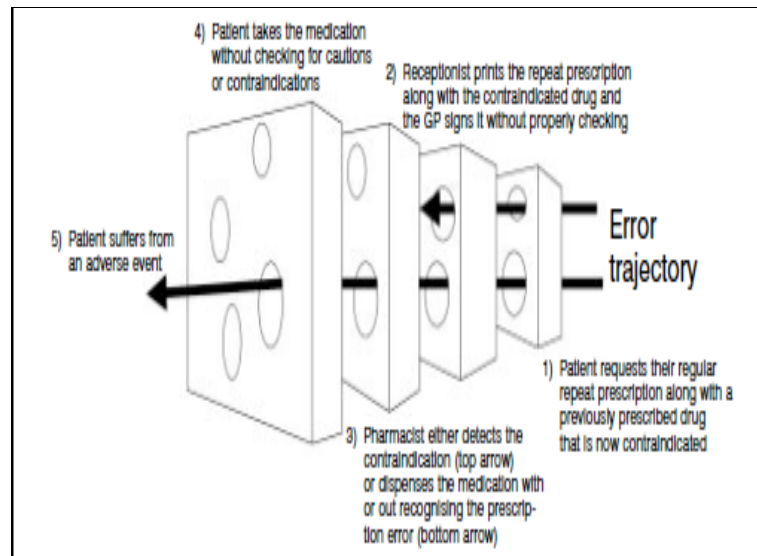 4) Patient takes the medication
without checking for cautions
or contraindications
2) Receptionist prints the repeat prescription
along with the contraindicated drug and
the GP signs it without properly checking
5) Patient suffers from
an adverse event
Error
trajectory
1) Patient requests their regular
repeat prescription along with a
previously prescribed drug
that is now contraindicated
3) Pharmacist either detects the
contraindication (top arrow)
or dispenses the medication with
or out recognising the prescrip-
tion error (bottom arrow)